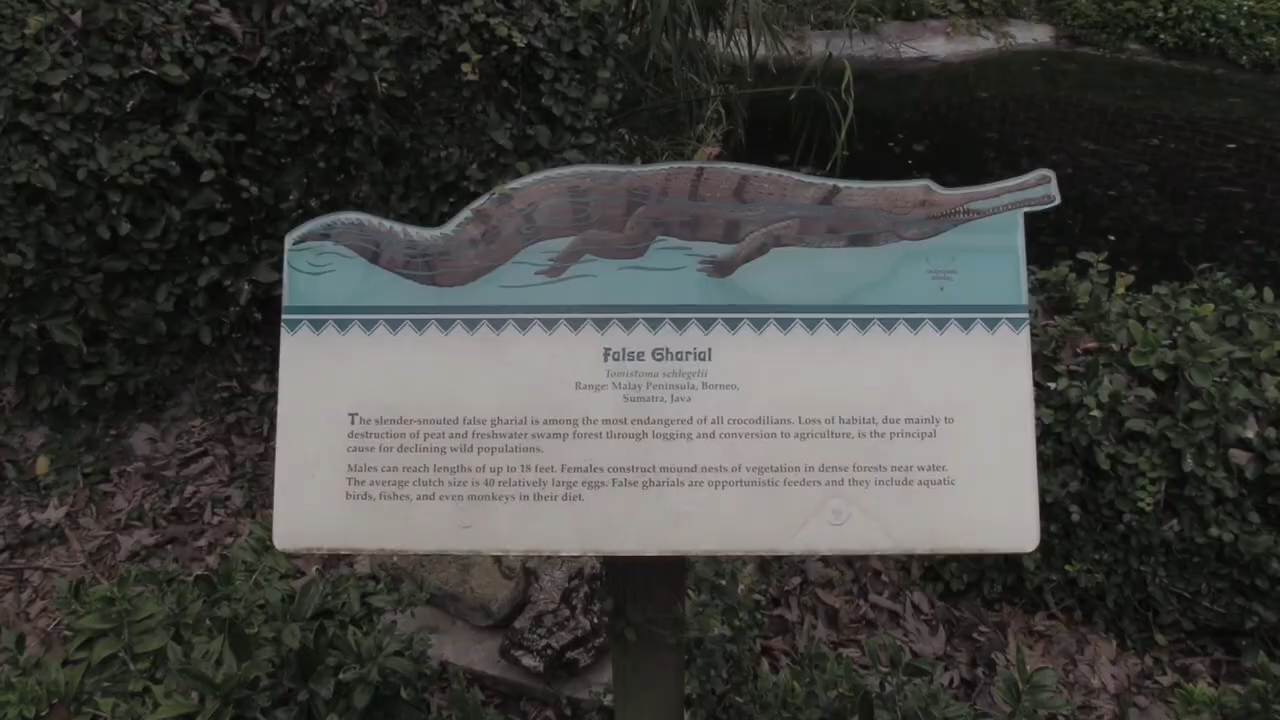 False Gharial
Tomistoma schlegelii
Range: Malay Peninsula, Borneo,
Sumatra, Java
The slender-snouted false gharial is among the most endangered of all crocodilians. Loss of habitat, due mainly to
destruction of peat and freshwater swamp forest through logging and conversion to agriculture, is the principal
cause for declining wild populations.
Males can reach lengths of up to 18 feet. Females construct mound nests of vegetation in dense forests near water.
The average clutch size is 40 relatively large eggs. False gharials are opportunistic feeders and they include aquatic
birds, fishes, and even monkeys in their diet.